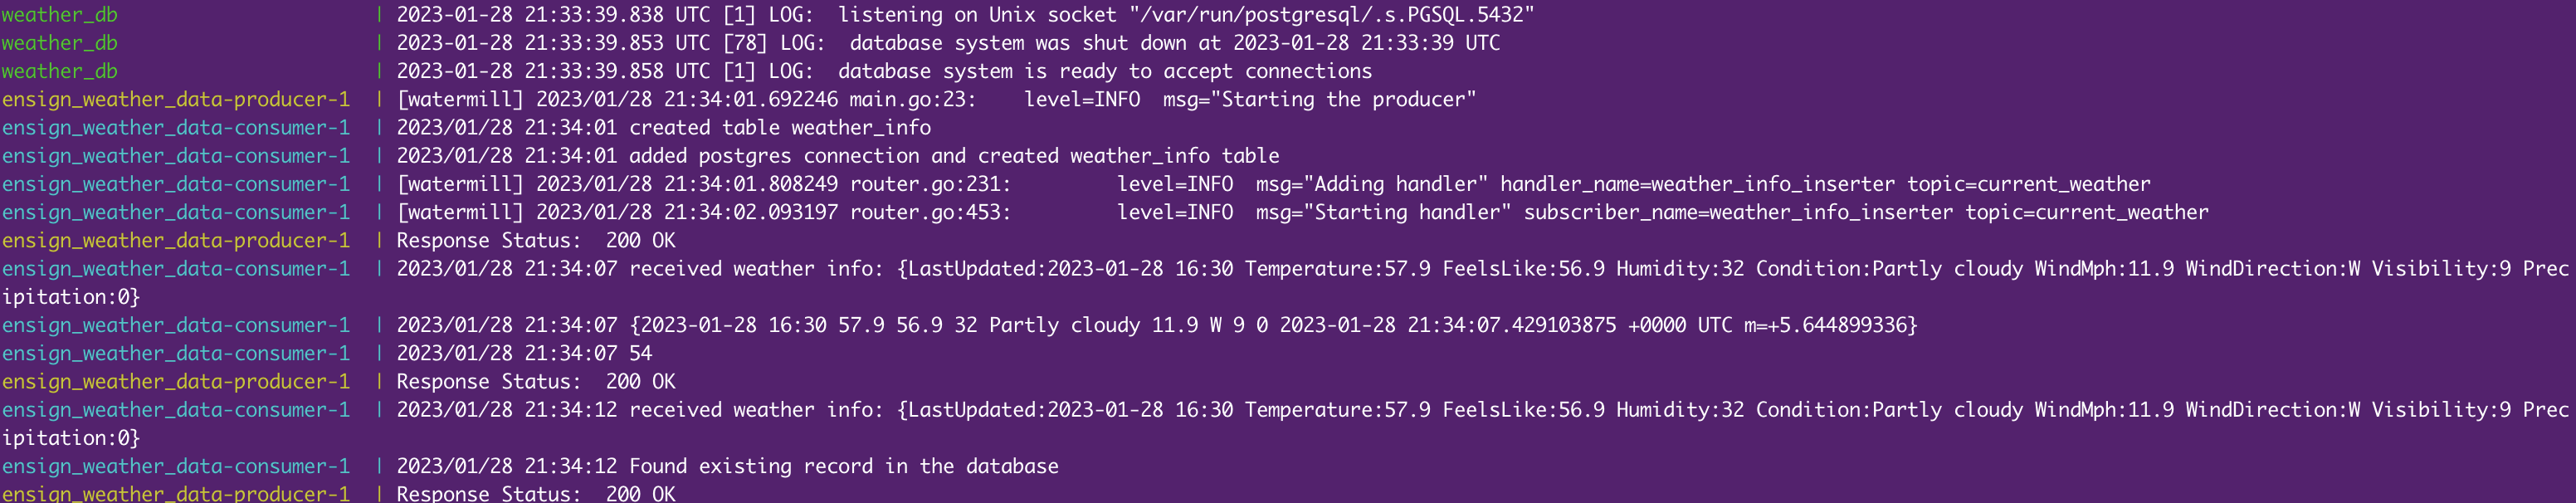 weather_db | 2023-01-28 21:33:39.838 UTC [1] LOG:  listening on Unix socket "/var/run/postgresql/.s.PGSQL.5432"
weather_db | 2023-01-28 21:33:39.853 UTC [78] LOG:  database system was shut down at 2023-01-28 21:33:39 UTC
weather_db | 2023-01-28 21:33:39.858 UTC [1] LOG:  database system is ready to accept connections
ensign_weather_data-producer-1 | [watermill] 2023/01/28 21:34:01.692246 main.go:23:    level=INFO  msg="Starting the producer"
ensign_weather_data-consumer-1 | 2023/01/28 21:34:01 created table weather_info
ensign_weather_data-consumer-1 | 2023/01/28 21:34:01 added postgres connection and created weather_info table
ensign_weather_data-consumer-1 | [watermill] 2023/01/28 21:34:01.808249 router.go:231:         level=INFO  msg="Adding handler" handler_name=weather_info_inserter topic=current_weather
ensign_weather_data-consumer-1 | [watermill] 2023/01/28 21:34:02.093197 router.go:453:         level=INFO  msg="Starting handler" subscriber_name=weather_info_inserter topic=current_weather
ensign_weather_data-producer-1 | Response Status:  200 OK
ensign_weather_data-consumer-1 | 2023/01/28 21:34:07 received weather info: {LastUpdated:2023-01-28 16:30 Temperature:57.9 FeelsLike:56.9 Humidity:32 Condition:Partly cloudy WindMph:11.9 WindDirection:W Visibility:9 Prec
ipitation:0}
ensign_weather_data-consumer-1 | 2023/01/28 21:34:07 {2023-01-28 16:30 57.9 56.9 32 Partly cloudy 11.9 W 9 0 2023-01-28 21:34:07.429103875 +0000 UTC m=+5.644899336}
ensign_weather_data-consumer-1 | 2023/01/28 21:34:07 54
ensign_weather_data-producer-1 | Response Status:  200 OK
ensign_weather_data-consumer-1 | 2023/01/28 21:34:12 received weather info: {LastUpdated:2023-01-28 16:30 Temperature:57.9 FeelsLike:56.9 Humidity:32 Condition:Partly cloudy WindMph:11.9 WindDirection:W Visibility:9 Prec
ipitation:0}
ensign_weather_data-consumer-1 | 2023/01/28 21:34:12 Found existing record in the database
ensign_weather_data-producer-1 | Response Status:  200 OK